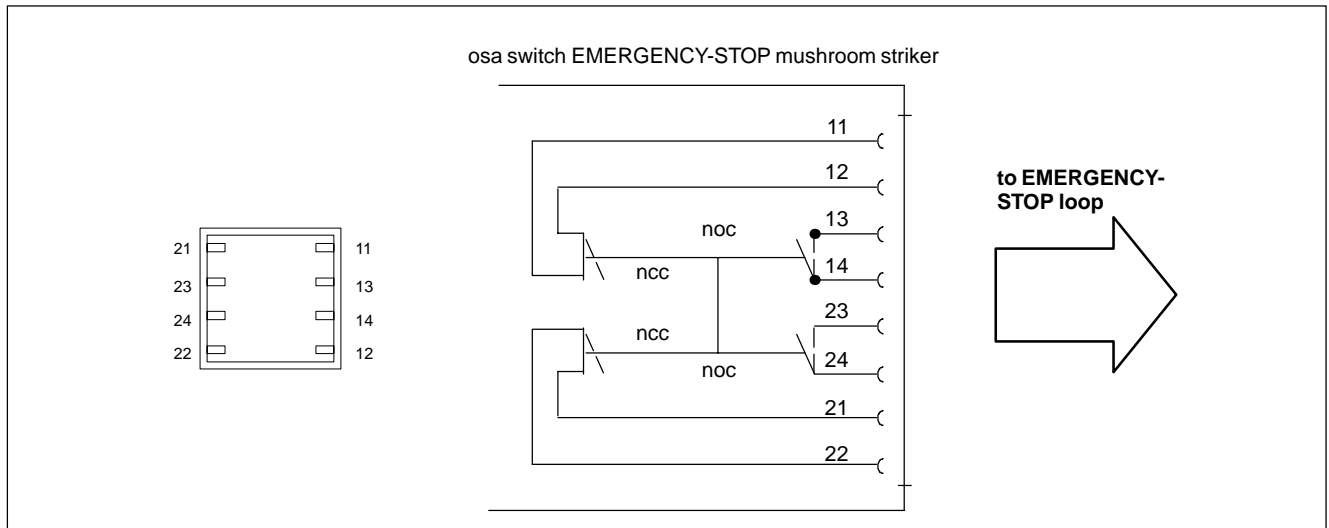 osa switch EMERGENCY-STOP mushroom striker
21 11
23 13
24 14
22 12
11
12
13
noc
14
ncc
23
ncc
24
noc
21
22
to EMERGENCY-
STOP loop